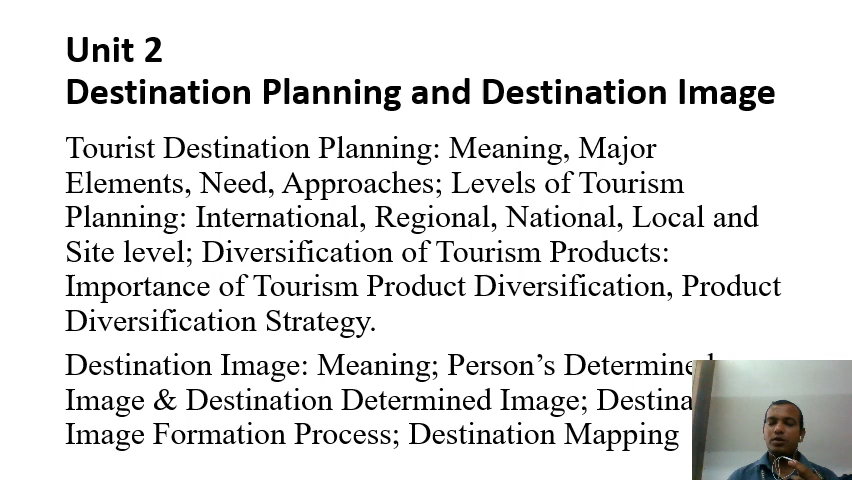 Unit 2
Destination Planning and Destination Image
Tourist Destination Planning: Meaning, Major
Elements, Need, Approaches; Levels of Tourism
Planning: International, Regional, National, Local and
Site level; Diversification of Tourism Products:
Importance of Tourism Product Diversification, Product
Diversification Strategy.
Destination Image: Meaning; Person’s Determined
Image & Destination Determined Image;
Image Formation Process; Destination Mapping